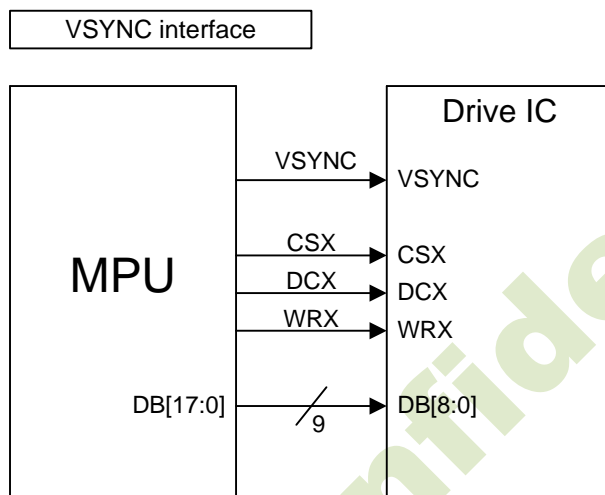 VSYNC interface
Drive IC
VSYNC
VSYNC
CSX
CSX
MPU
DCX
DCX
WRX
WRX
DB[17:0]
9
DB[8:0]
nfide